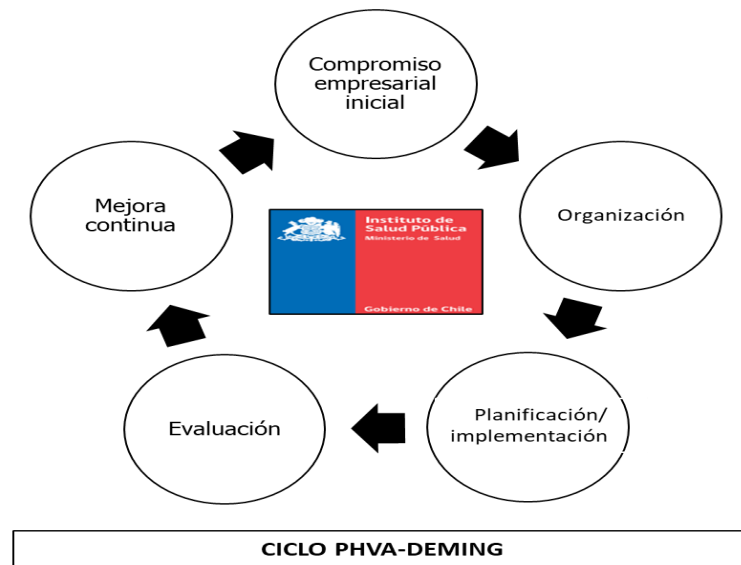 Compromiso
empresarial
inicial
Mejora
continua
Organización
Instituto de
Salud Pública
Ministerio de Salud
Gobierno de Chile
Evaluación
Planificación/
implementación
CICLO PHVA-DEMING